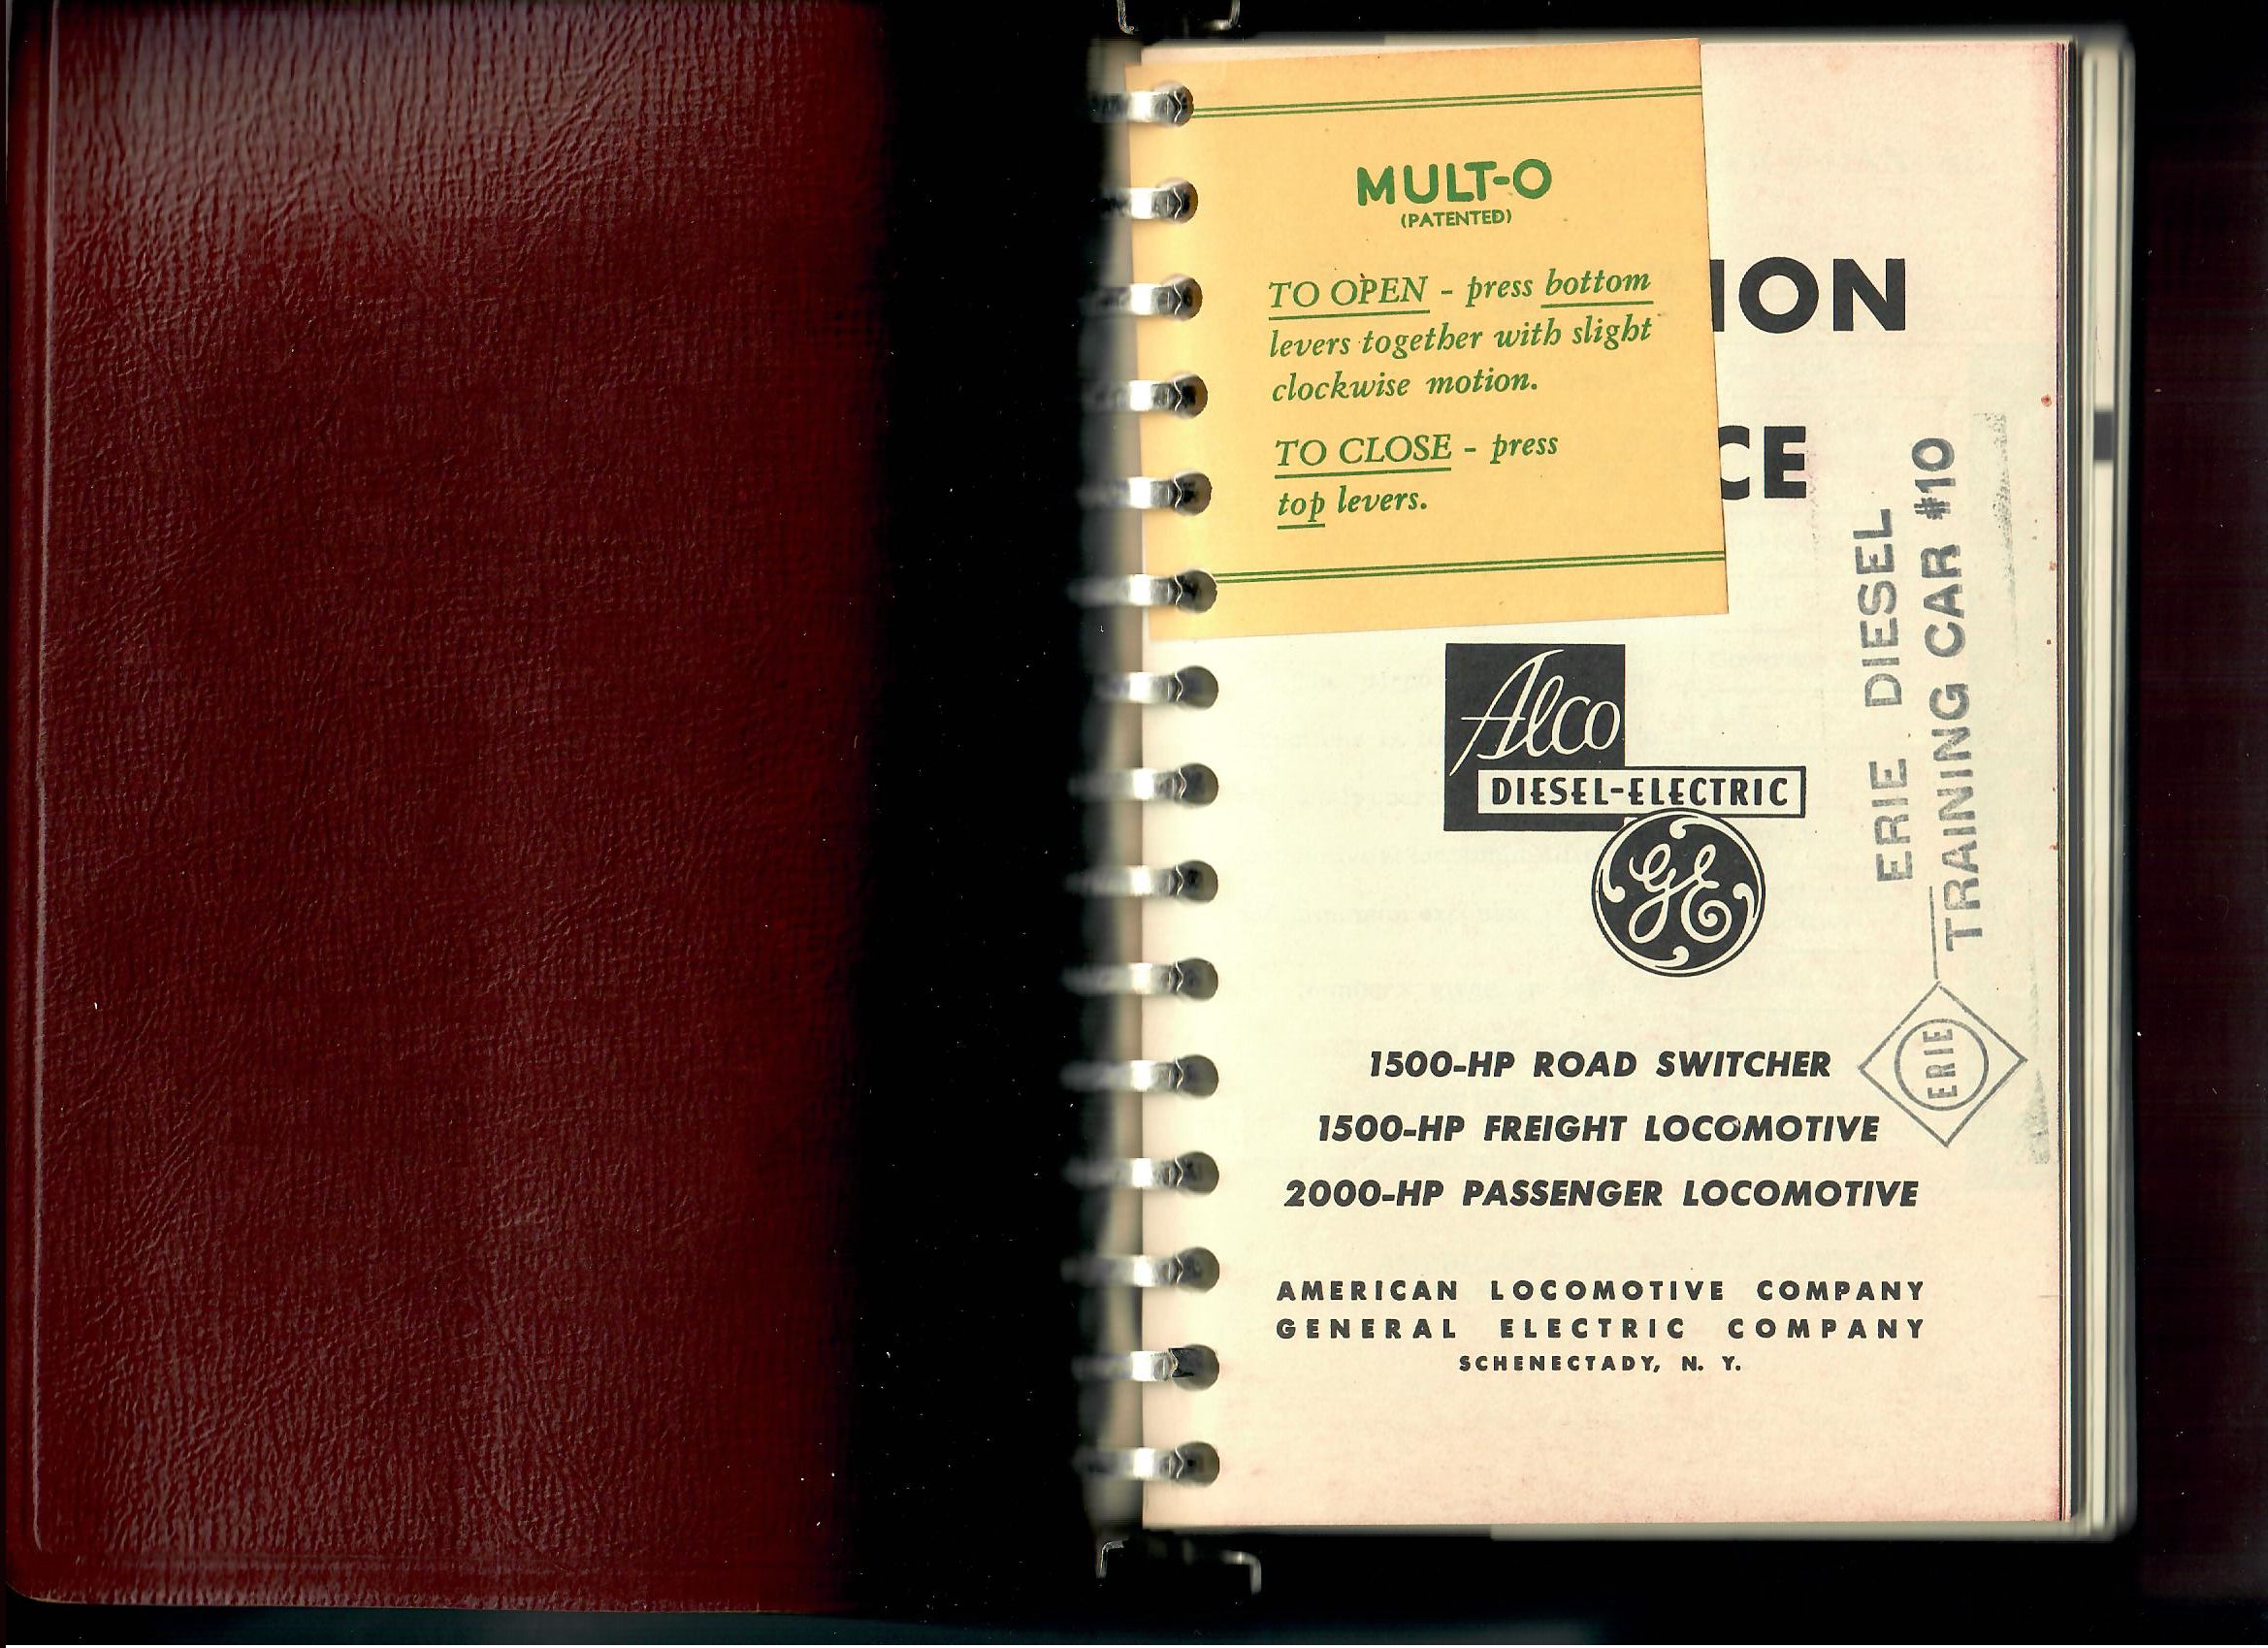 MULT-O
(PATENTED)
TO OPEN - press bottom
levers together with slight
clockwise motion.
TO CLOSE - press
top levers.
ION
CE
Alco
DIESEL-ELECTRIC
GE
1500-HP ROAD SWITCHER
1500-HP FREIGHT LOCOMOTIVE
2000-HP PASSENGER LOCOMOTIVE
AMERICAN LOCOMOTIVE COMPANY
GENERAL ELECTRIC COMPANY
SCHENECTADY, N. Y.
ERIE DIESEL
TRAINING CAR #10
ERIE